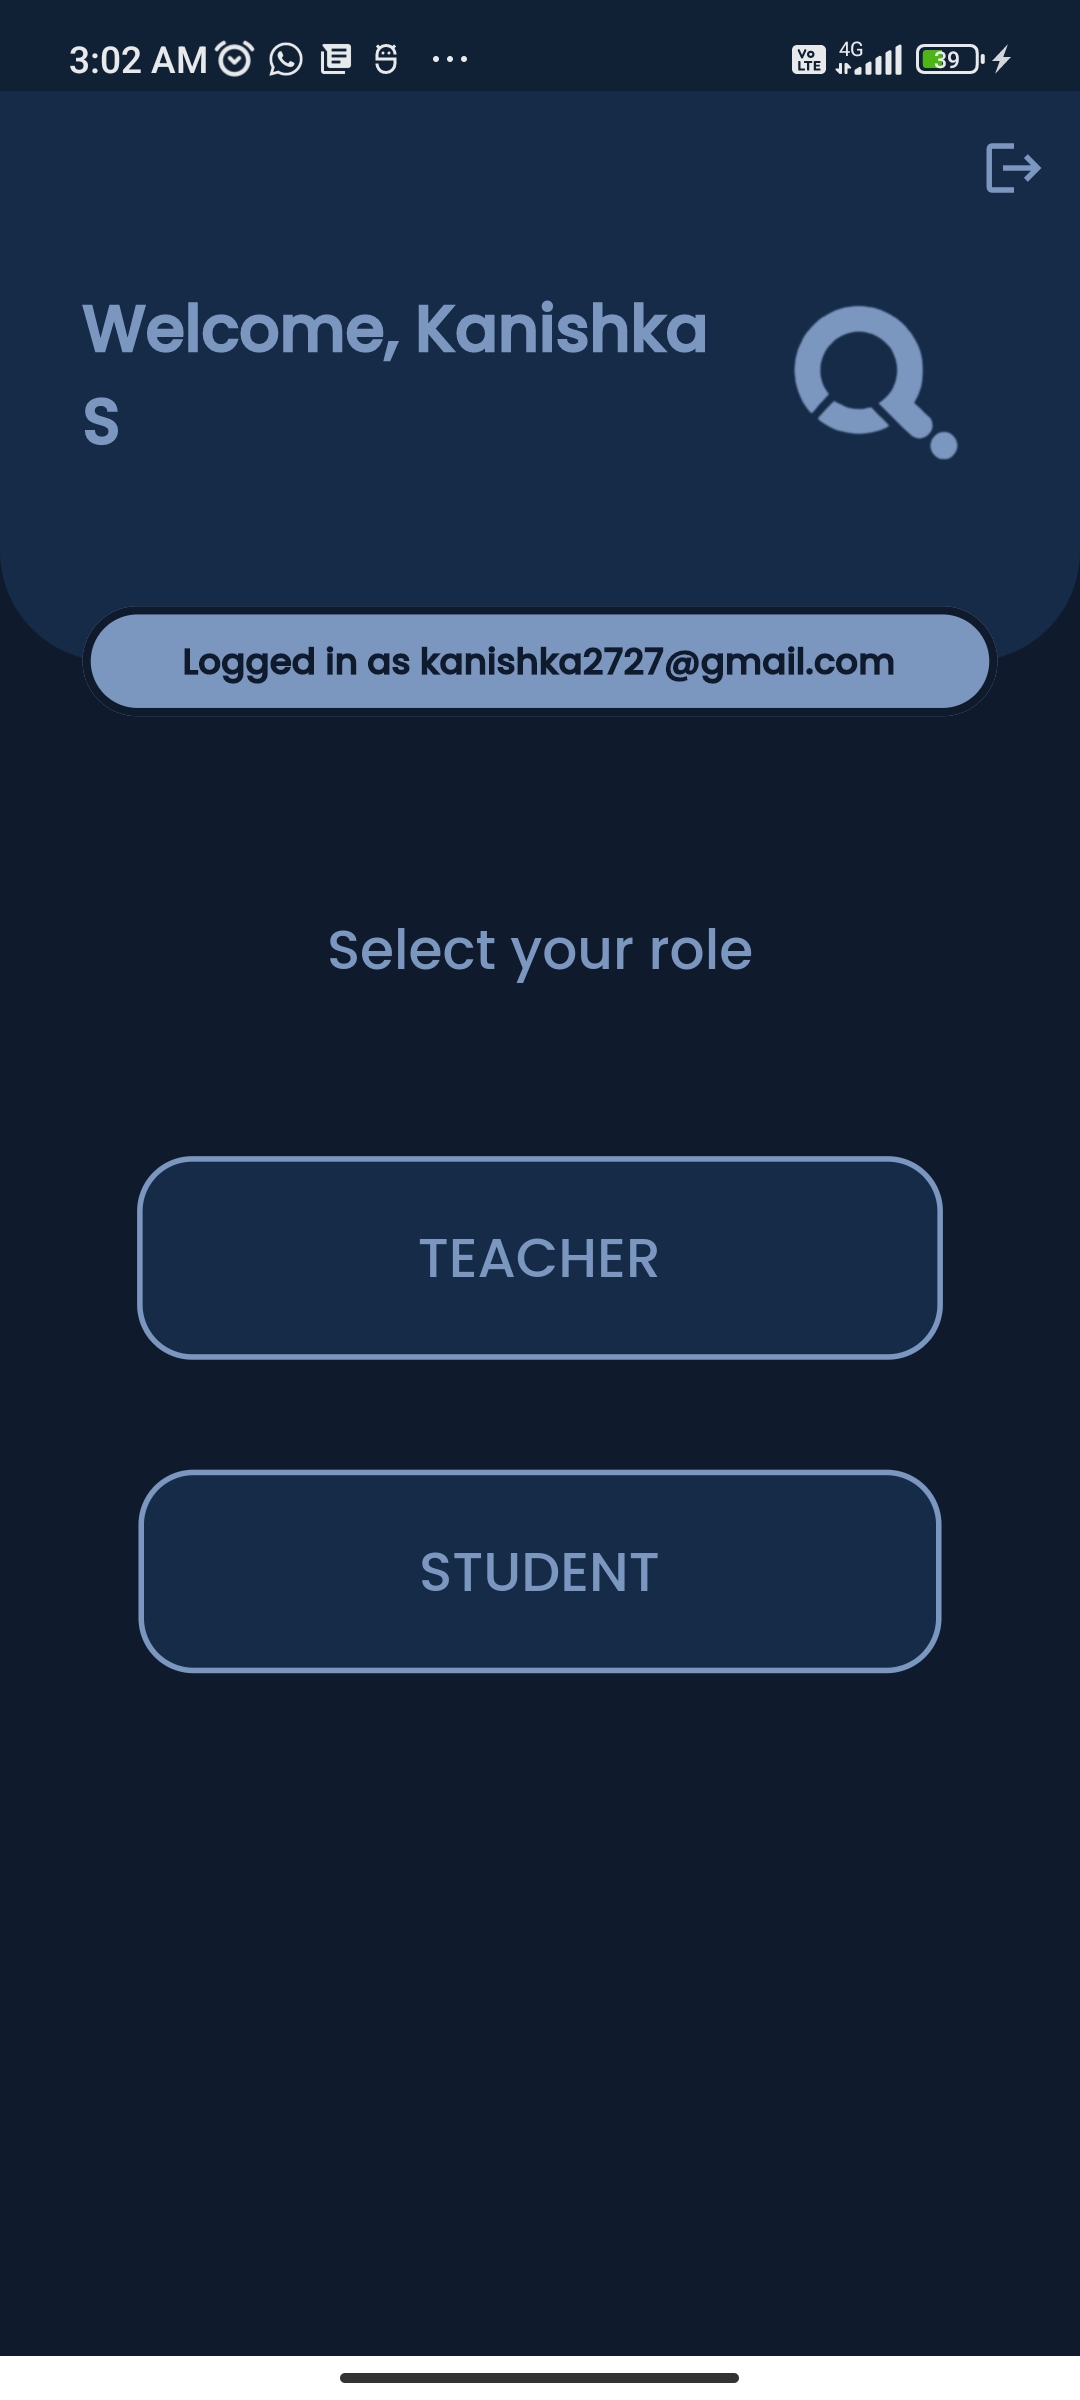 3:02 AM
Vo LTE 4G 39
Welcome, Kanishka
S
Logged in as kanishka2727@gmail.com
Select your role
TEACHER
STUDENT